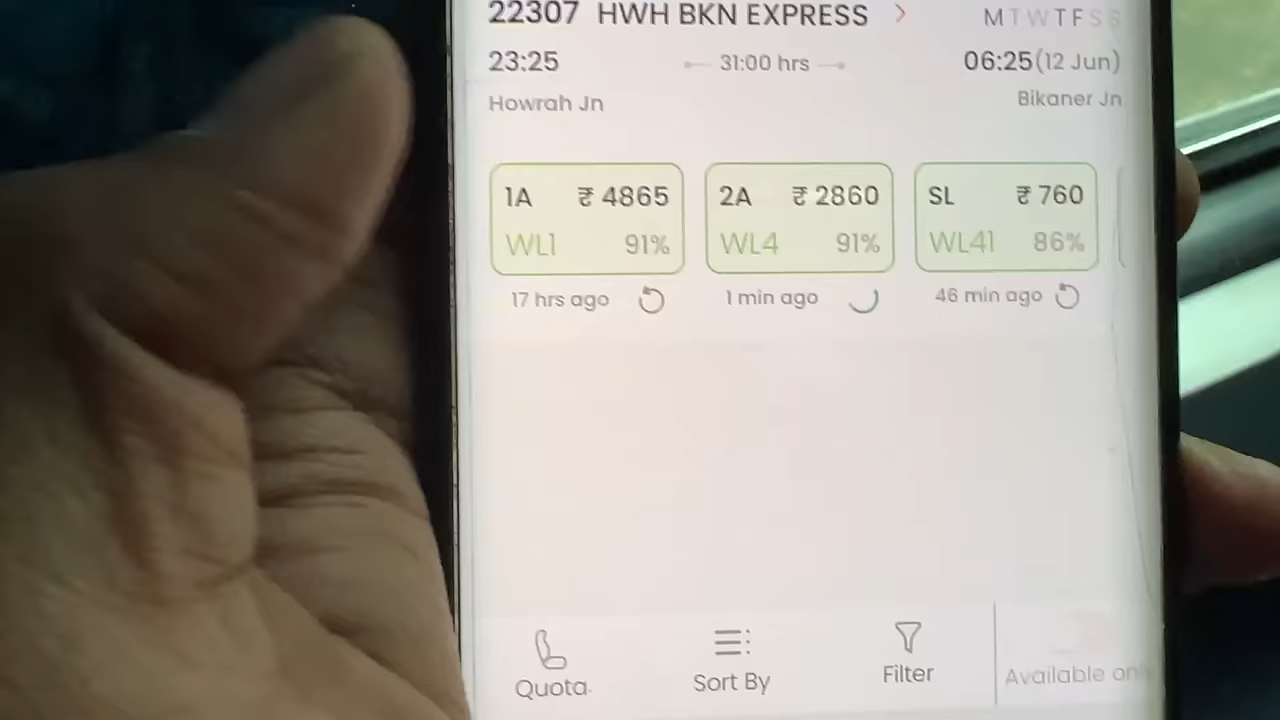 22307 HWH BKN EXPRESS > M T W T F S S
23:25 31:00 hrs 06:25 (12 Jun)
Howrah Jn Bikaner Jn
1A ₹ 4865 2A ₹ 2860 SL ₹ 760
WL1 91% WL4 91% WL41 86%
17 hrs ago 1 min ago 46 min ago
Quota Sort By Filter Available only